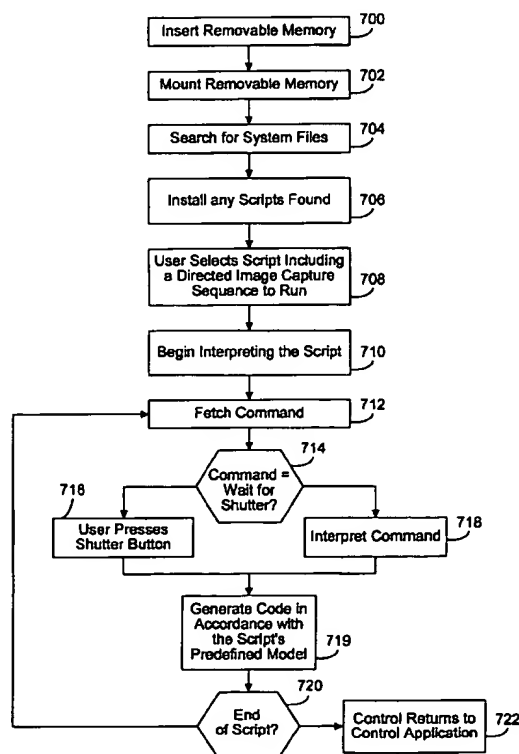 Insert Removable Memory
700
Mount Removable Memory
702
Search for System Files
704
Install any Scripts Found
706
User Selects Script Including
a Directed Image Capture
Sequence to Run
708
Begin Interpreting the Script
710
Fetch Command
712
714
Command =
Wait for
Shutter?
716
User Presses
Shutter Button
Interpret Command
718
Generate Code in
Accordance with
the Script's
Predefined Model
719
720
End
of Script?
Control Returns to
Control Application
722